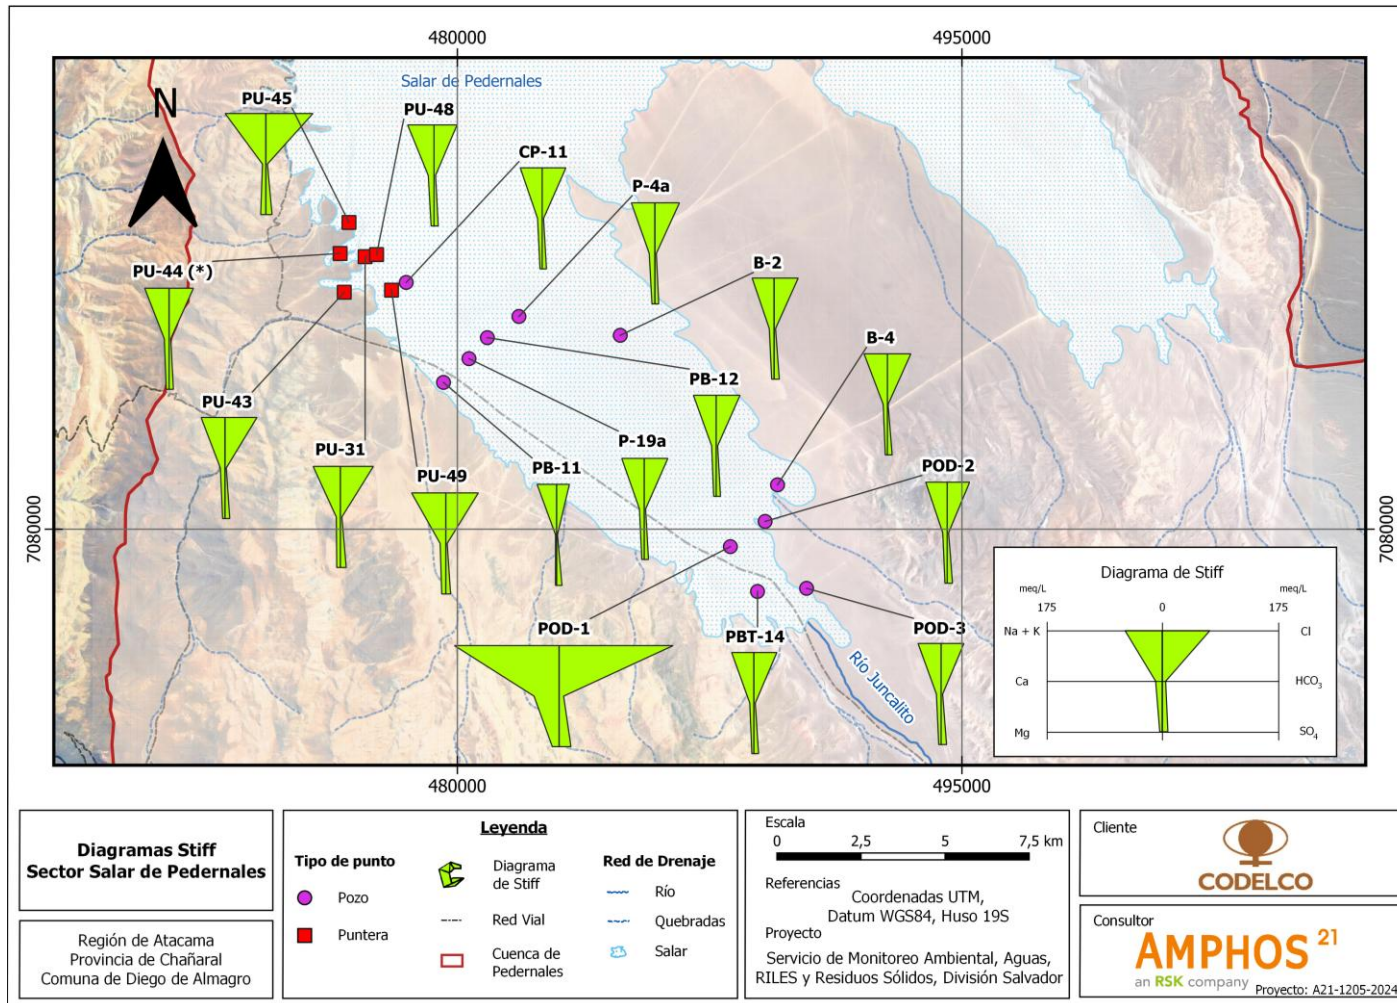 480000
495000
Salar de Pedernales
N
PU-45
PU-48
CP-11
P-4a
PU-44 (*)
B-2
B-4
PB-12
PU-43
P-19a
PU-31
PB-11
PU-49
POD-2
7080000
7080000
POD-1
PBT-14
POD-3
Río Juncalito
Diagrama de Stiff
meq/L
meq/L
175
0
175
Na + K
Cl
Ca
HCO3
Mg
SO4
480000
495000
Diagramas Stiff
Sector Salar de Pedernales
Región de Atacama
Provincia de Chañaral
Comuna de Diego de Almagro
Leyenda
Tipo de punto
Pozo
Puntera
Diagrama
de Stiff
Red Vial
Cuenca de
Pedernales
Red de Drenaje
Río
Quebradas
Salar
Escala
0 2,5 5 7,5 km
Referencias
Coordenadas UTM,
Datum WGS84, Huso 19S
Proyecto
Servicio de Monitoreo Ambiental, Aguas,
RILES y Residuos Sólidos, División Salvador
Cliente
CODELCO
Consultor
AMPHOS 21
an RSK company
Proyecto: A21-1205-2024